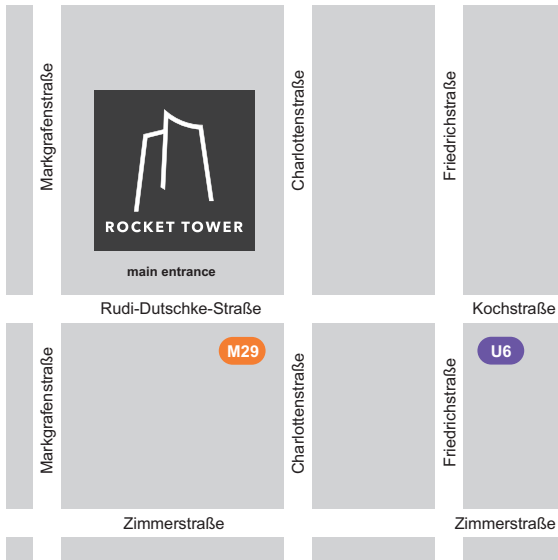 Markgrafenstraße
Charlottenstraße
Friedrichstraße
ROCKET TOWER
main entrance
Rudi-Dutschke-Straße
Kochstraße
M29
U6
Markgrafenstraße
Charlottenstraße
Friedrichstraße
Zimmerstraße
Zimmerstraße